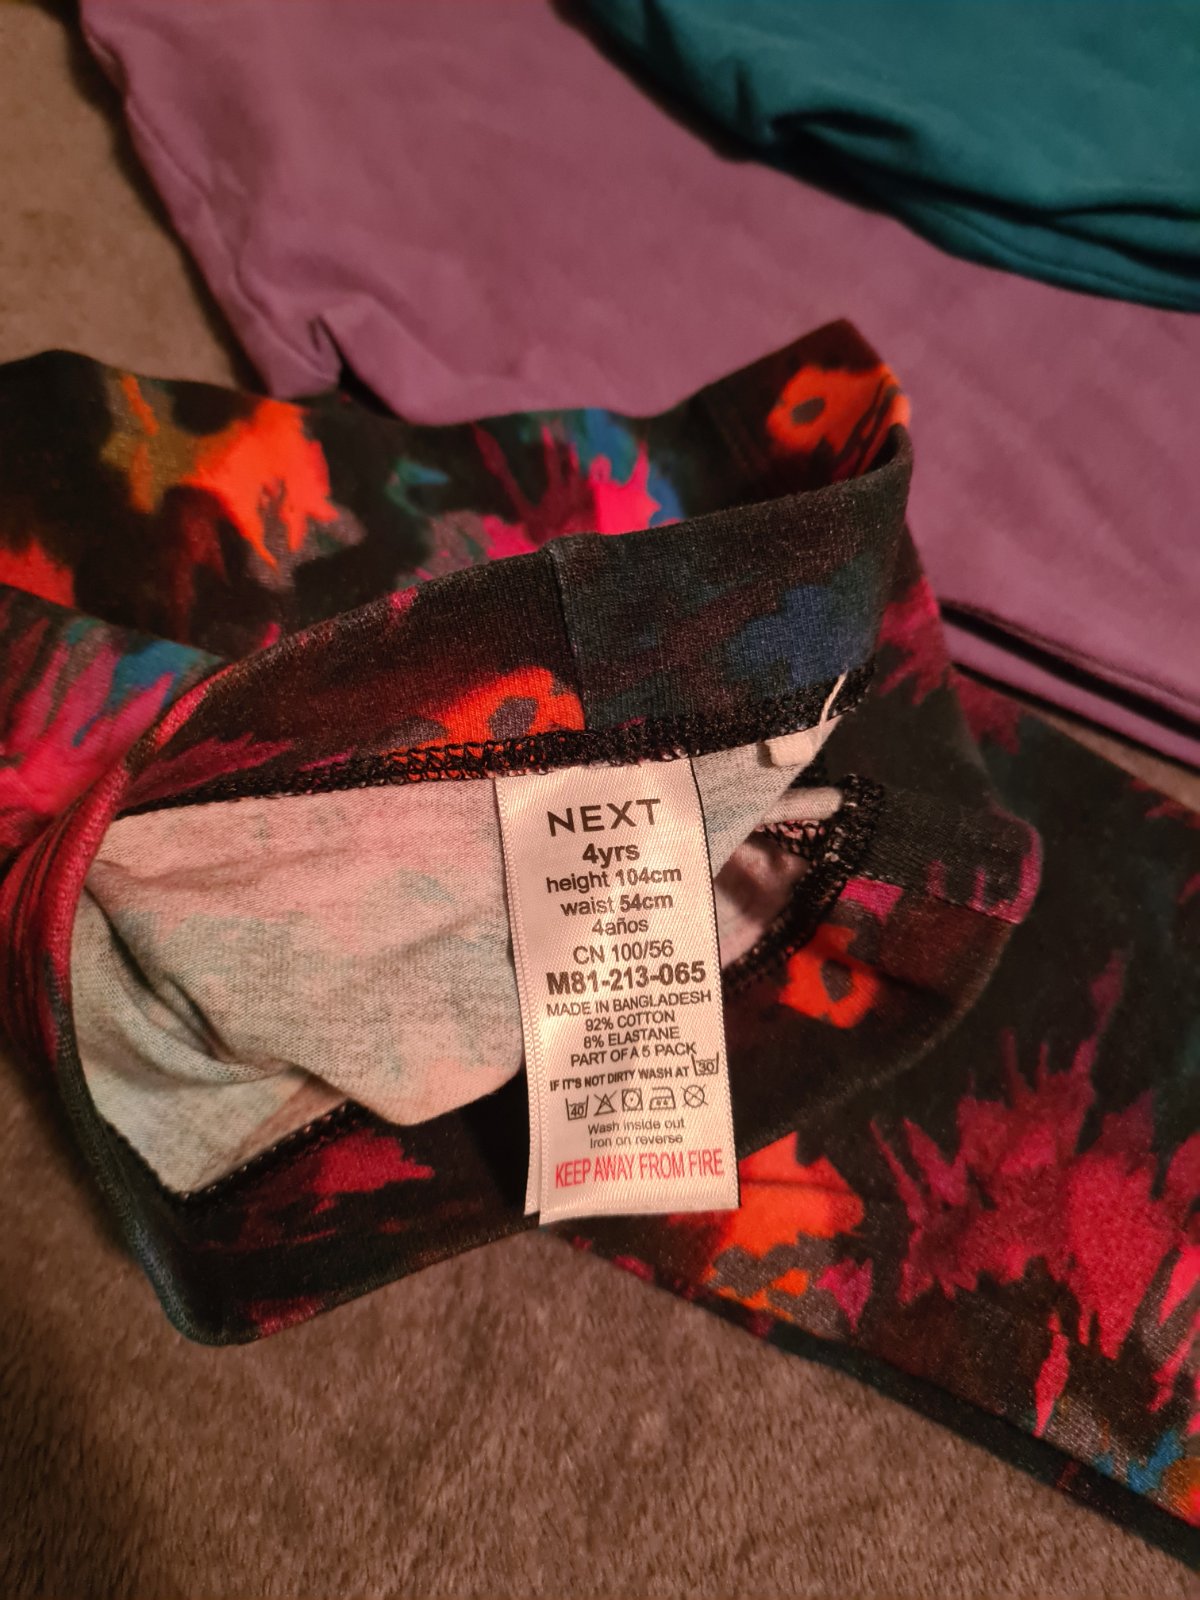 NEXT
4yrs
height 104cm
waist 54cm
4años
CN 100/56
M81-213-065
MADE IN BANGLADESH
92% COTTON
8% ELASTANE
PART OF A 5 PACK
IF IT'S NOT DIRTY WASH AT 30
40
Wash inside out
Iron on reverse
KEEP AWAY FROM FIRE